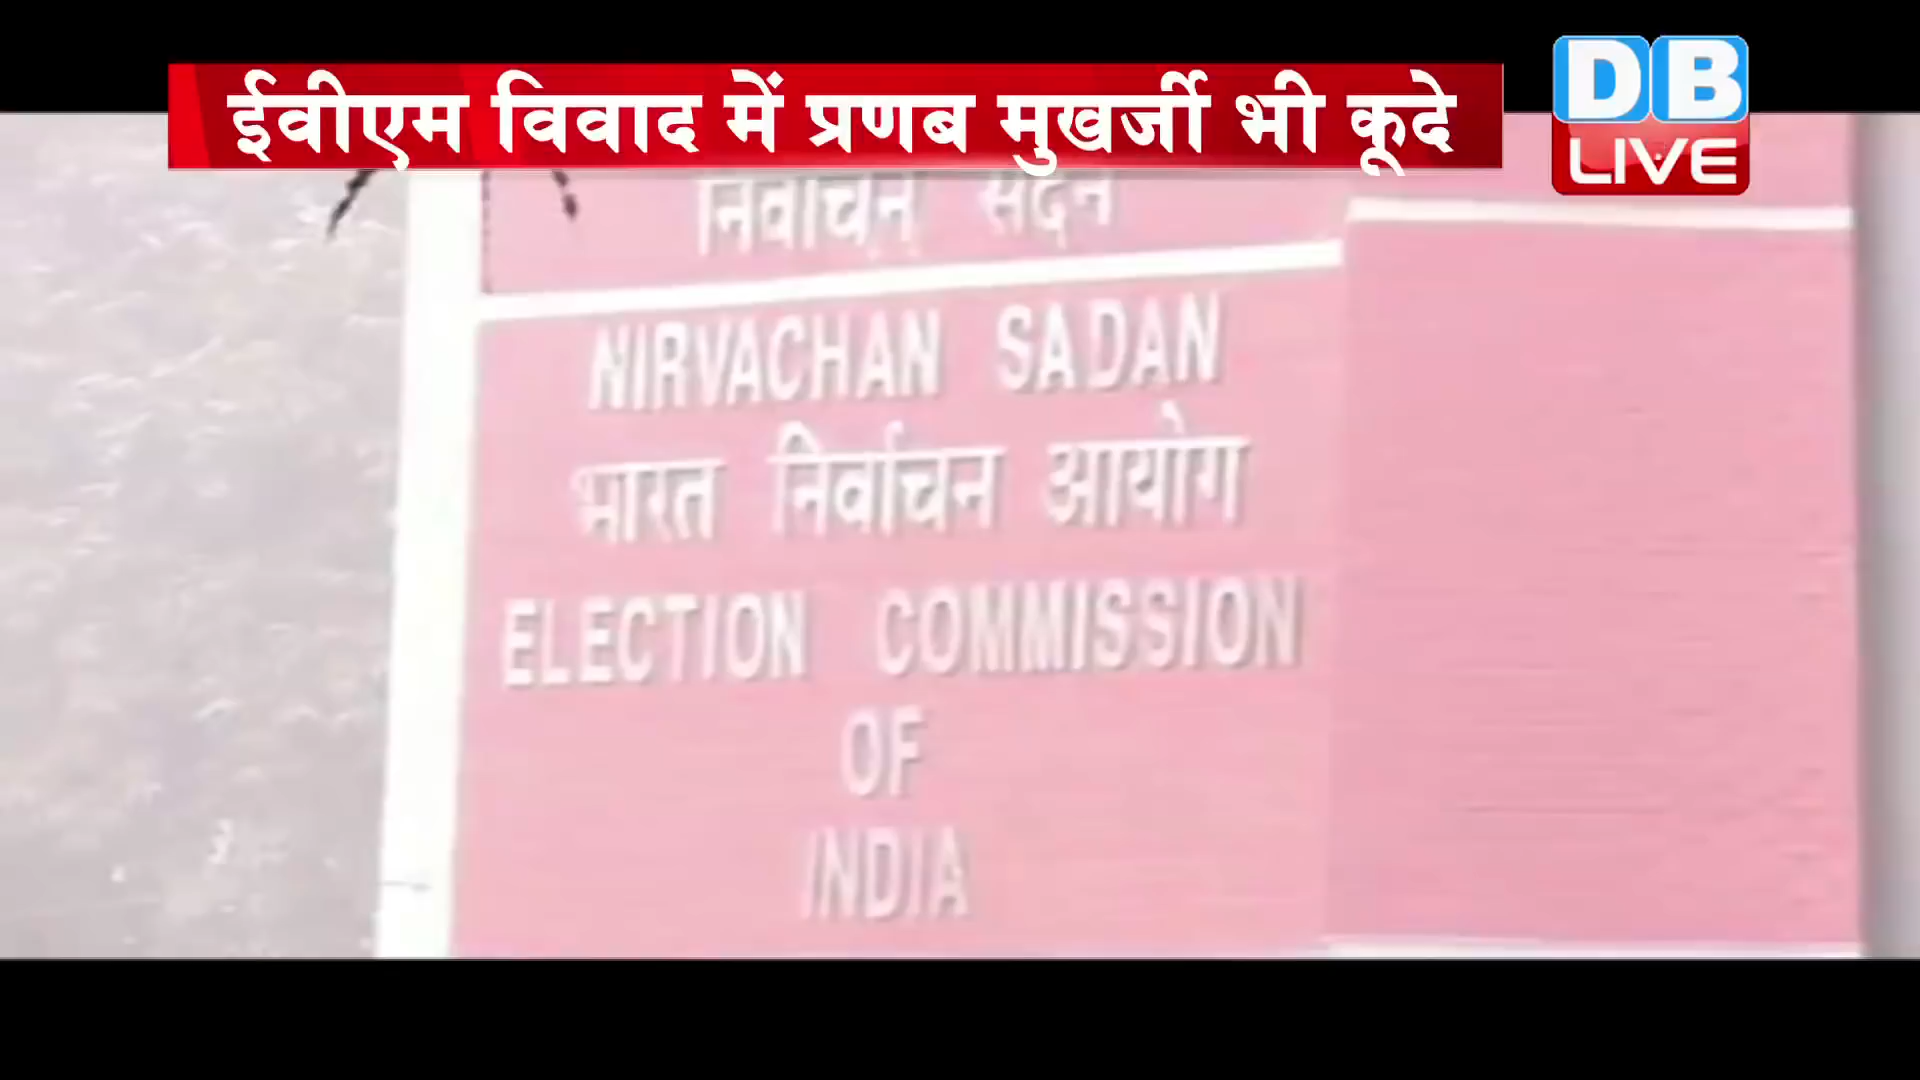 ईवीएम विवाद में प्रणब मुखर्जी भी कूदे
DB
LIVE
निर्वाचन सदन
NIRVACHAN SADAN
भारत निर्वाचन आयोग
ELECTION COMMISSION
OF
INDIA